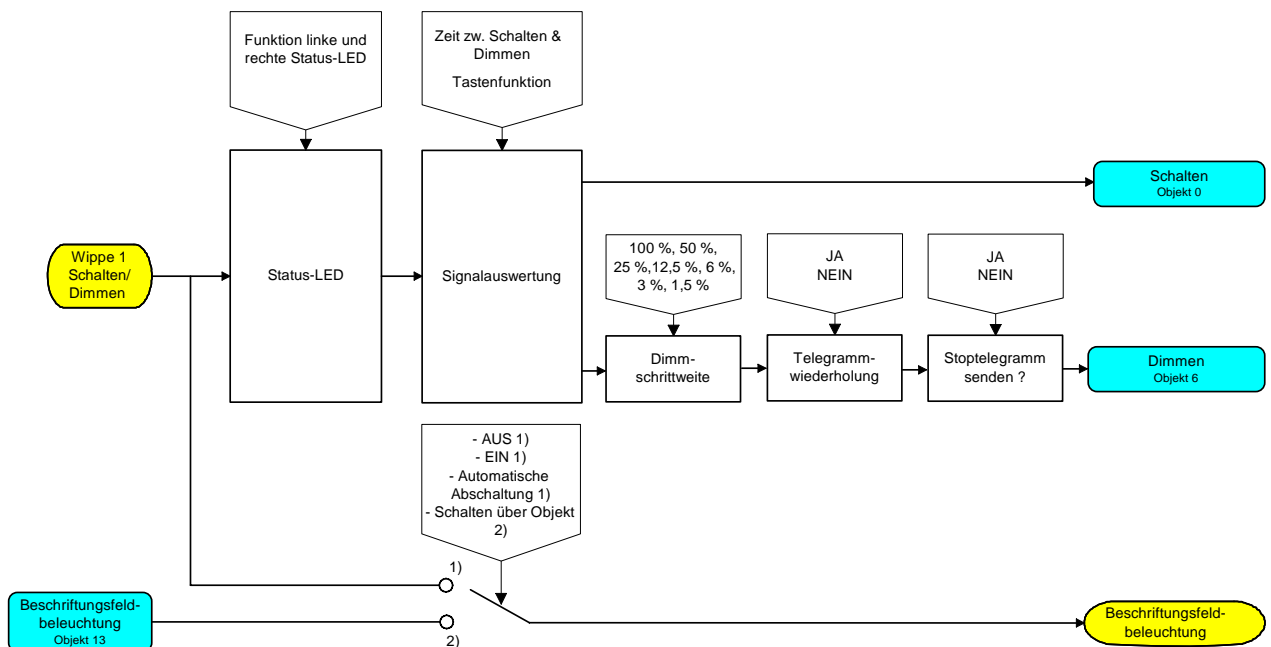 Funktion linke und
rechte Status-LED
Zeit zw. Schalten &
Dimmen
Tastenfunktion
Schalten
Objekt 0
Wippe 1
Schalten/
Dimmen
Status-LED
Signalauswertung
100 %, 50 %,
25 %,12,5 %, 6 %,
3 %, 1,5 %
JA
NEIN
JA
NEIN
Dimm-
schrittweite
Telegramm-
wiederholung
Stoptelegramm
senden ?
Dimmen
Objekt 6
- AUS 1)
- EIN 1)
- Automatische
Abschaltung 1)
- Schalten über Objekt
2)
1)
Beschriftungsfeld-
beleuchtung
Objekt 13
2)
Beschriftungsfeld-
beleuchtung